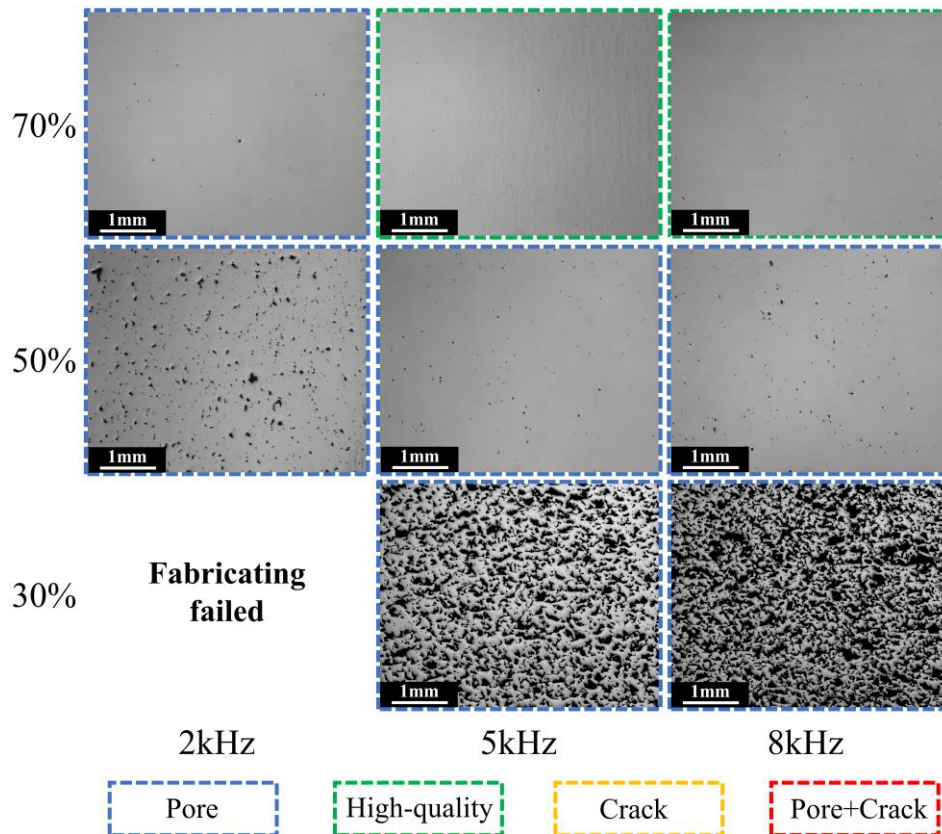 70%
1mm
1mm
1mm
50%
1mm
1mm
1mm
30%
Fabricating
failed
1mm
1mm
2kHz
5kHz
8kHz
Pore
High-quality
Crack
Pore+Crack